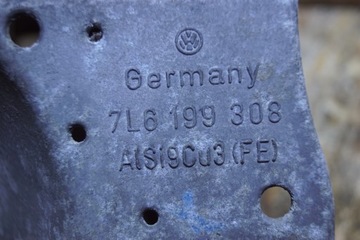 Germany
7L6 199 308
AlSi9Cu3(FE)